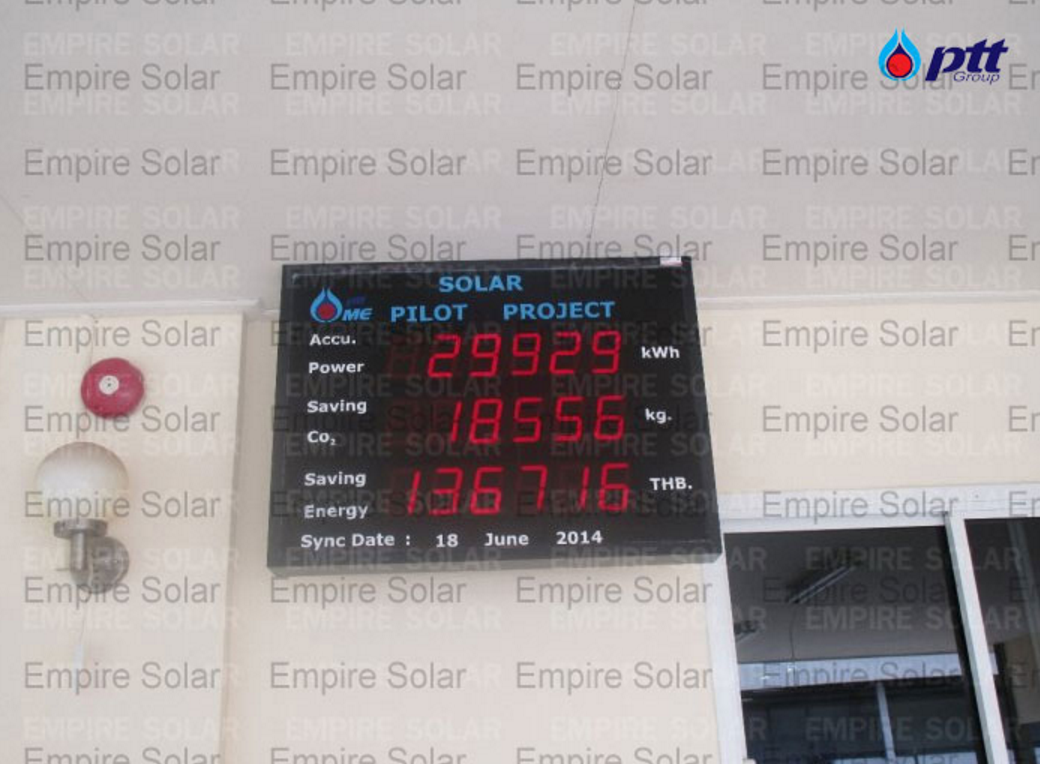 ptt
Group
SOLAR
ptt
ME PILOT PROJECT
Accu.
Power 29929 kWh
Saving
Co₂ 18556 kg.
Saving
Energy 136716 THB.
Sync Date : 18 June 2014
Empire Solar
EMPIRE SOLAR